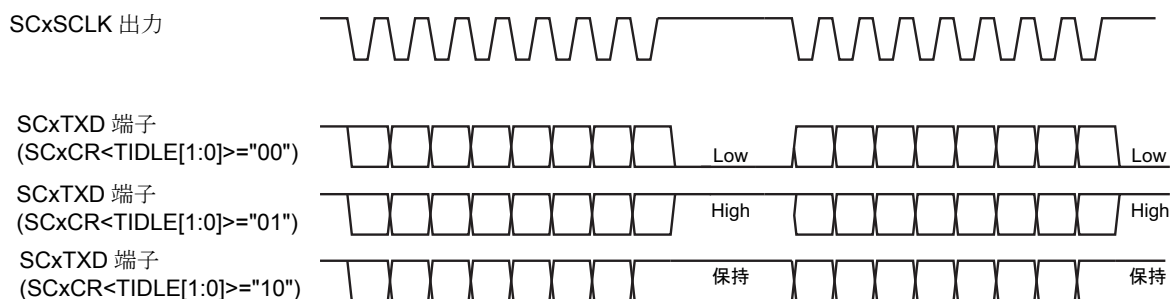 SCxSCLK 出力
SCxTXD 端子
(SCxCR<TIDLE[1:0]>="00")
Low
Low
SCxTXD 端子
(SCxCR<TIDLE[1:0]>="01")
High
High
SCxTXD 端子
(SCxCR<TIDLE[1:0]>="10")
保持
保持